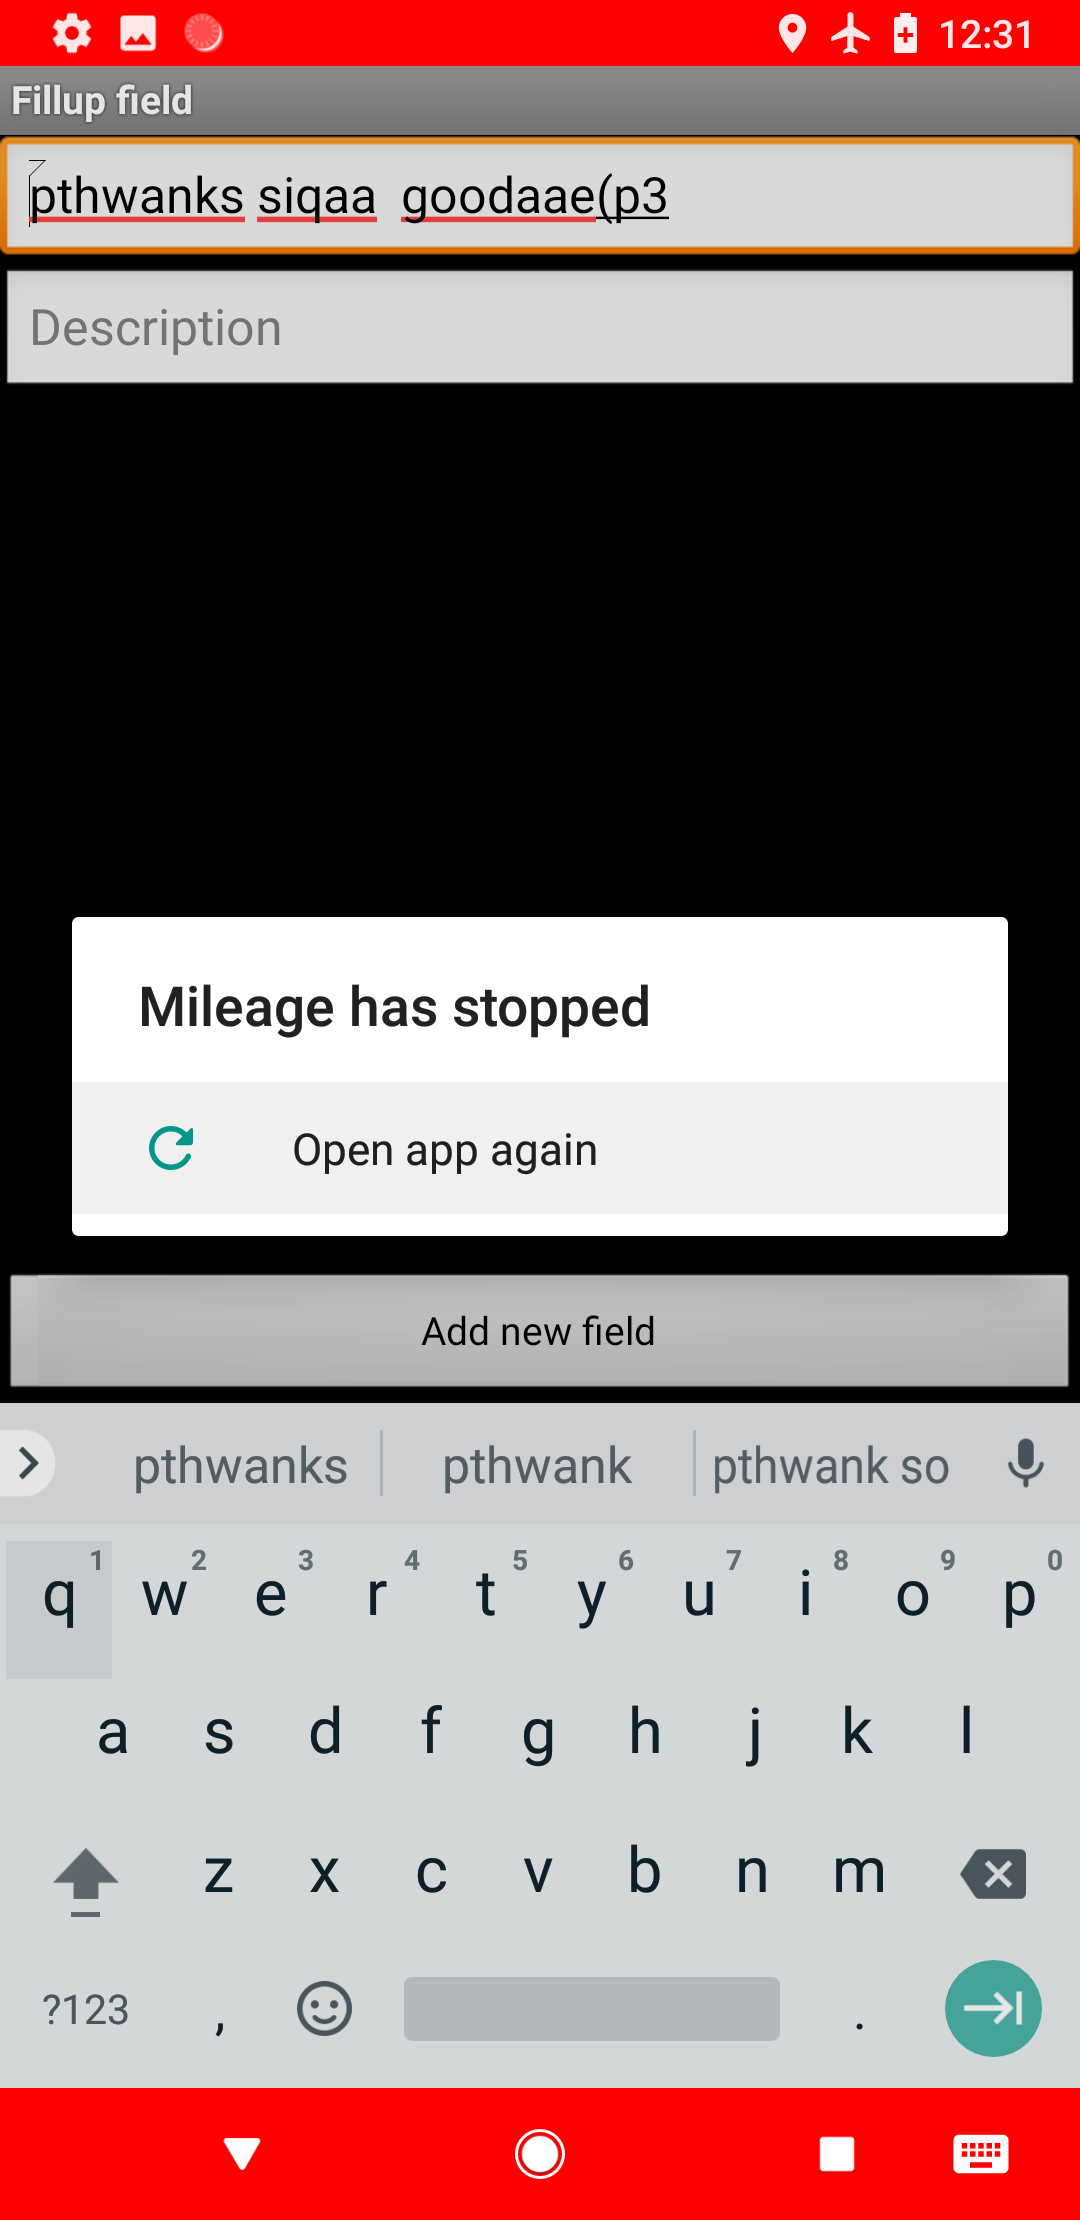 12:31
Fillup field
pthwanks siqaa  goodaae(p3
Description
Mileage has stopped
Open app again
Add new field
pthwanks pthwank pthwank so
1 2 3 4 5 6 7 8 9 0
q w e r t y u i o p
a s d f g h j k l
z x c v b n m
?123 , .